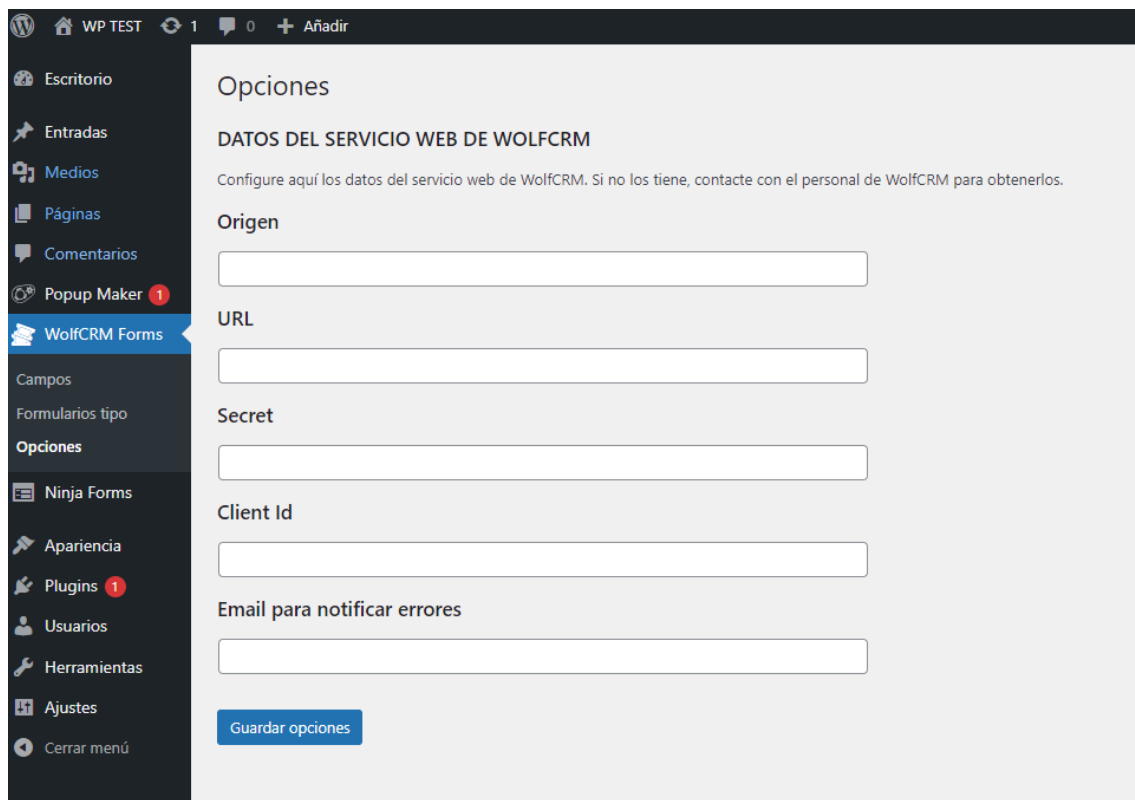 WP TEST 1 0 Añadir
Escritorio
Entradas
Medios
Páginas
Comentarios
Popup Maker 1
WolfCRM Forms
Campos
Formularios tipo
Opciones
Ninja Forms
Apariencia
Plugins 1
Usuarios
Herramientas
Ajustes
Cerrar menú
Opciones
DATOS DEL SERVICIO WEB DE WOLFCRM
Configure aquí los datos del servicio web de WolfCRM. Si no los tiene, contacte con el personal de WolfCRM para obtenerlos.
Origen
URL
Secret
Client Id
Email para notificar errores
Guardar opciones